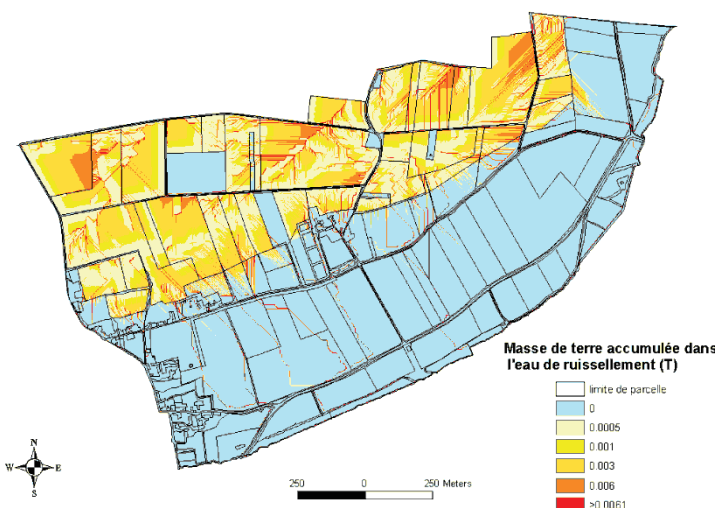 Masse de terre accumulée dans
l'eau de ruissellement (T)
limite de parcelle
0
0.0005
0.001
0.003
0.006
>0.0061
N
W E
S
250 0 250 Meters